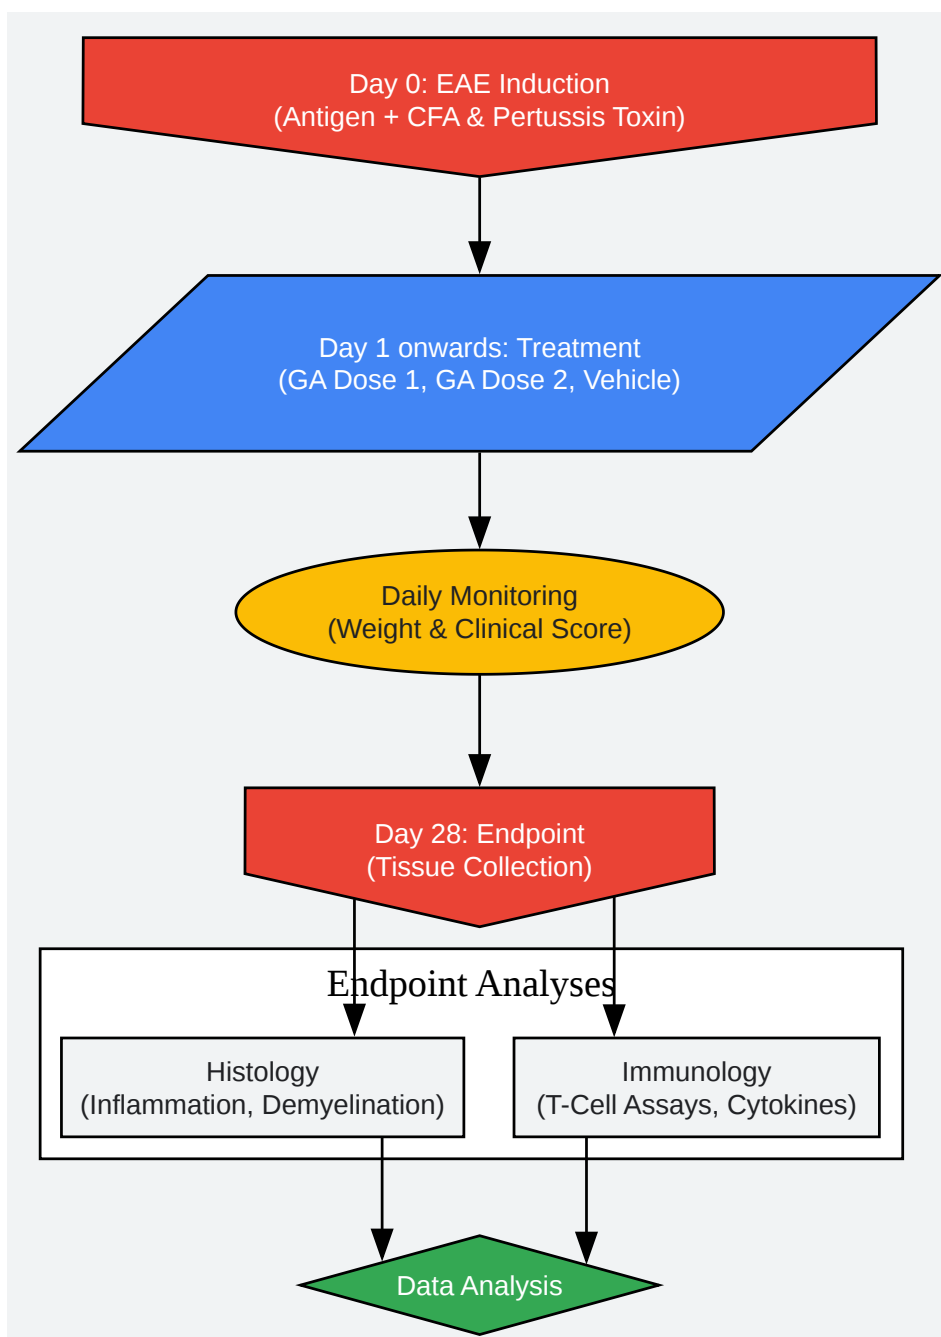 Day 0: EAE Induction
(Antigen + CFA & Pertussis Toxin)
Day 1 onwards: Treatment
(GA Dose 1, GA Dose 2, Vehicle)
Daily Monitoring
(Weight & Clinical Score)
Day 28: Endpoint
(Tissue Collection)
Endpoint Analyses
Histology
(Inflammation, Demyelination)
Immunology
(T-Cell Assays, Cytokines)
Data Analysis